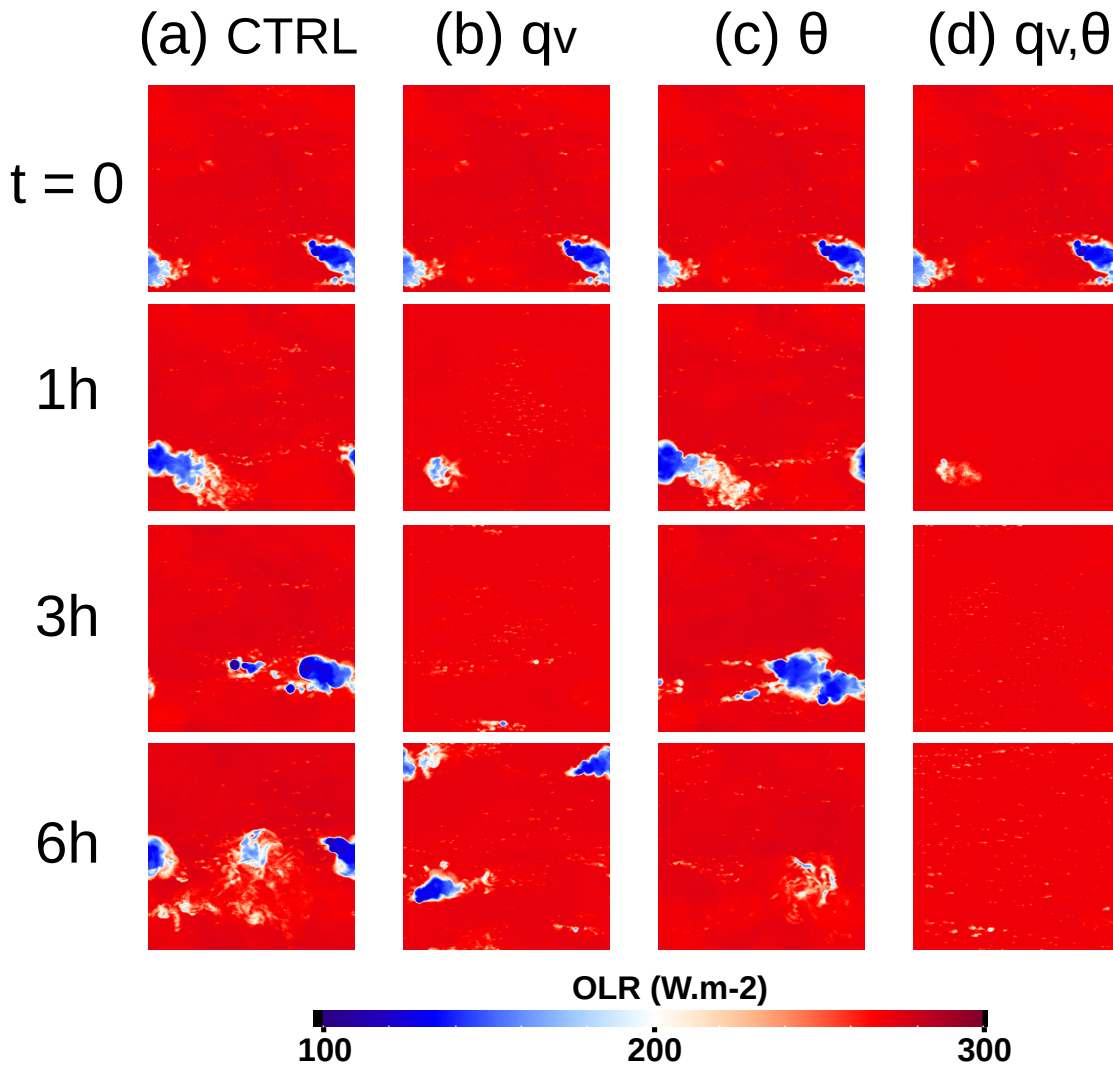 (a) CTRL (b) qv (c) θ (d) qv,θ
t = 0
1h
3h
6h
OLR (W.m-2)
100 200 300